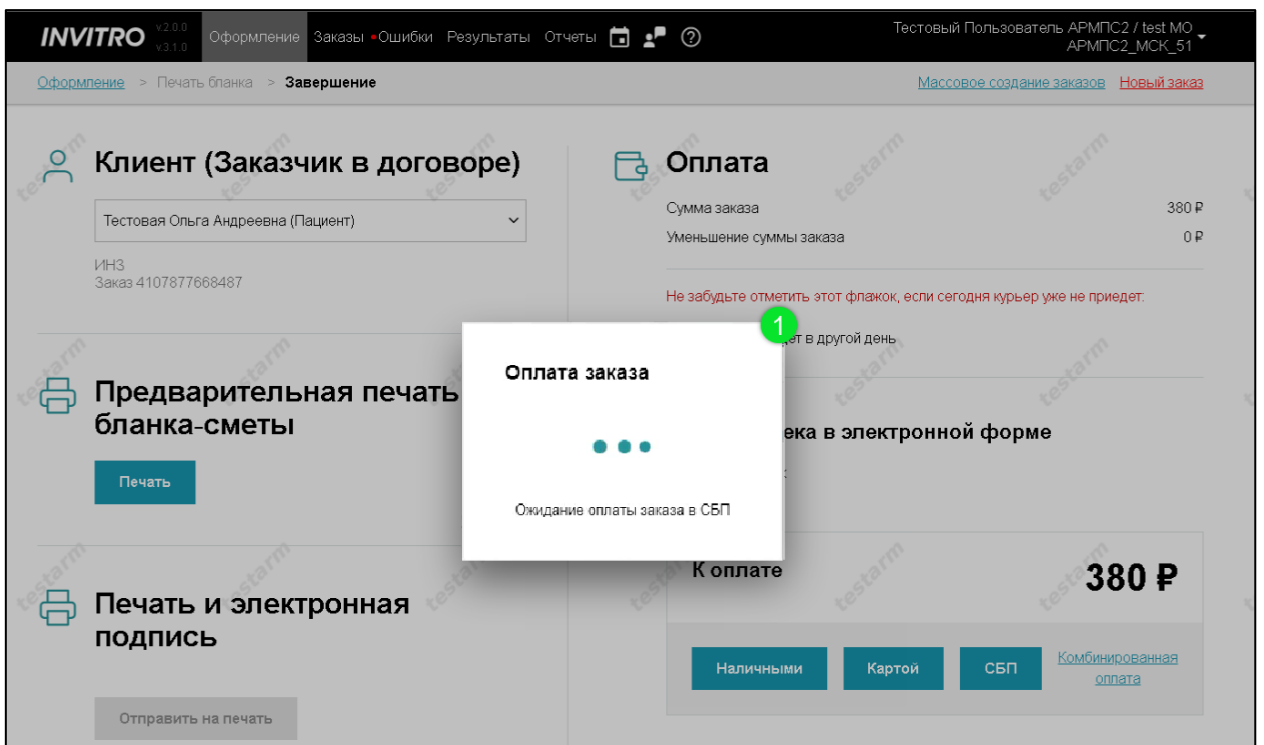 INVITRO
v.2.0.0
v.3.1.0
Оформление Заказы Ошибки Результаты Отчеты
Тестовый Пользователь АРМПС2 / test МО
АРМПС2_МСК_51
Оформление > Печать бланка > Завершение
Массовое создание заказов Новый заказ
Клиент (Заказчик в договоре)
Тестовая Ольга Андреевна (Пациент)
ИНЗ
Заказ 4107877668487
Предварительная печать
бланка-сметы
Печать
Печать и электронная
подпись
Отправить на печать
Оплата
Сумма заказа 380 ₽
Уменьшение суммы заказа 0 ₽
Не забудьте отметить этот флажок, если сегодня курьер уже не приедет:
в другой день
в электронной форме
1
Оплата заказа
Ожидание оплаты заказа в СБП
К оплате
380 ₽
Наличными
Картой
СБП
Комбинированная
оплата
testarm